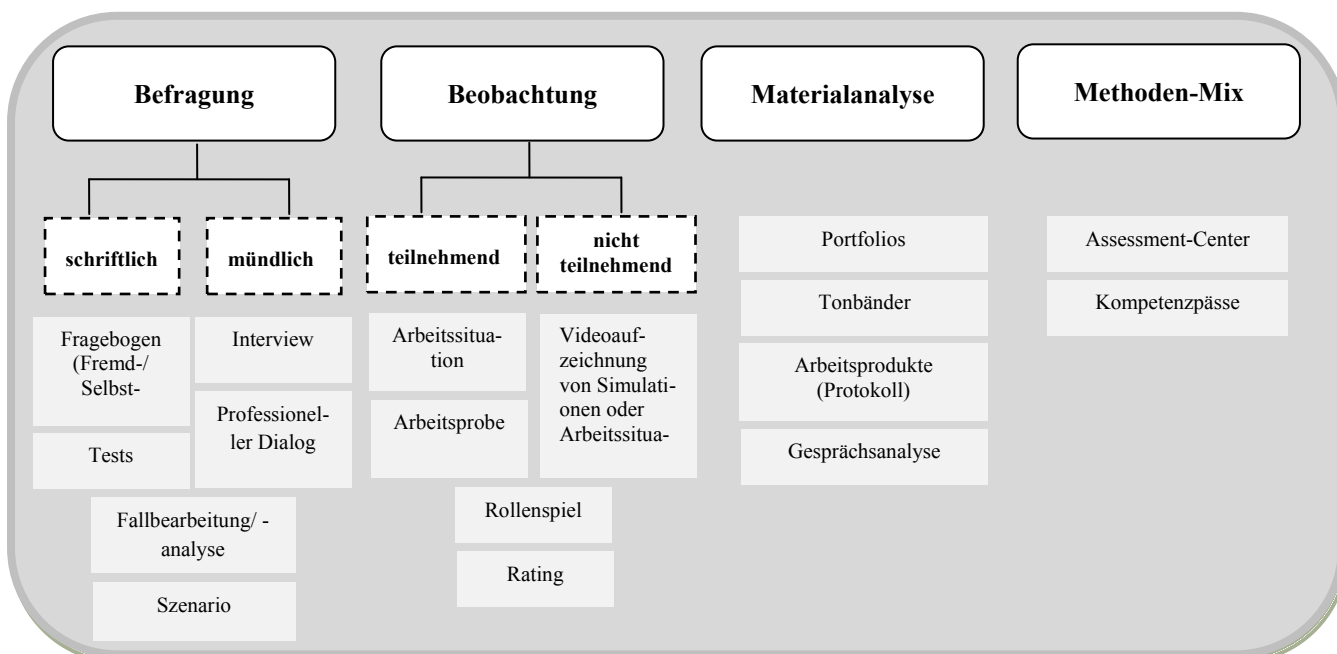 Befragung
Beobachtung
Materialanalyse
Methoden-Mix
schriftlich
mündlich
teilnehmend
nicht
teilnehmend
Fragebogen
(Fremd-/
Selbst-
Tests
Interview
Professionel-
ler Dialog
Fallbearbeitung/ -
analyse
Szenario
Arbeitssitua-
tion
Arbeitsprobe
Videoauf-
zeichnung
von Simulati-
onen oder
Arbeitssitua-
Rollenspiel
Rating
Portfolios
Tonbänder
Arbeitsprodukte
(Protokoll)
Gesprächsanalyse
Assessment-Center
Kompetenzpässe